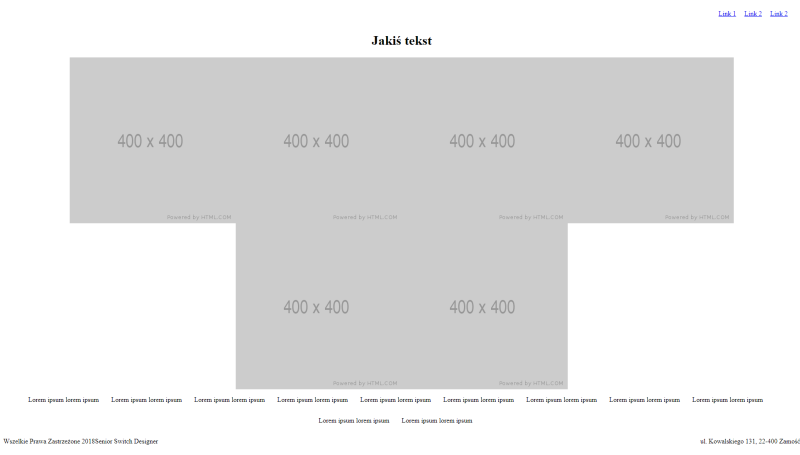 Link 1 Link 2 Link 2
Jakiś tekst
400 x 400 400 x 400 400 x 400 400 x 400
Powered by HTML.COM Powered by HTML.COM Powered by HTML.COM Powered by HTML.COM
400 x 400 400 x 400
Powered by HTML.COM Powered by HTML.COM
Lorem ipsum lorem ipsum Lorem ipsum lorem ipsum Lorem ipsum lorem ipsum Lorem ipsum lorem ipsum Lorem ipsum lorem ipsum Lorem ipsum lorem ipsum Lorem ipsum lorem ipsum Lorem ipsum lorem ipsum Lorem ipsum lorem ipsum
Lorem ipsum lorem ipsum Lorem ipsum lorem ipsum
Wszelkie Prawa Zastrzeżone 2018Senior Switch Designer ul. Kowalskiego 131, 22-400 Zamość